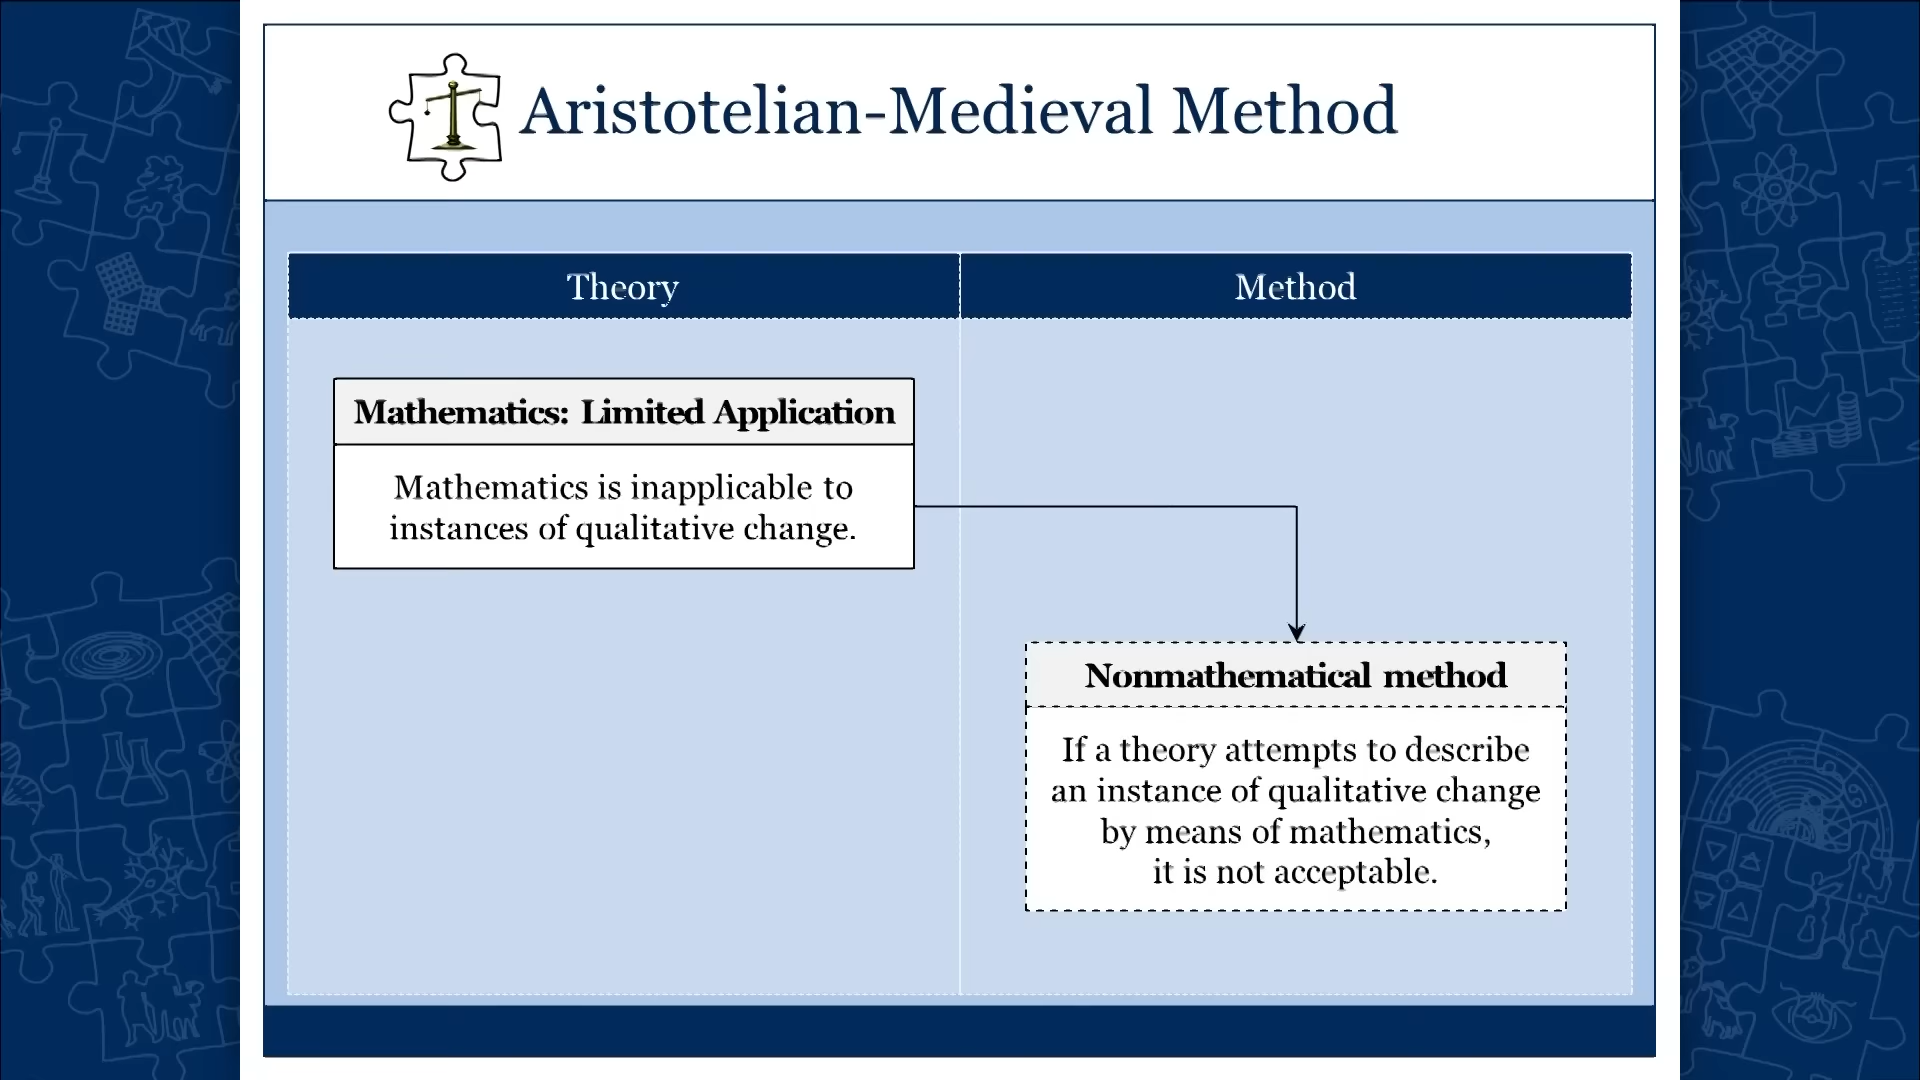 Aristotelian-Medieval Method
Theory
Method
Mathematics: Limited Application
Mathematics is inapplicable to
instances of qualitative change.
Nonmathematical method
If a theory attempts to describe
an instance of qualitative change
by means of mathematics,
it is not acceptable.
√-1